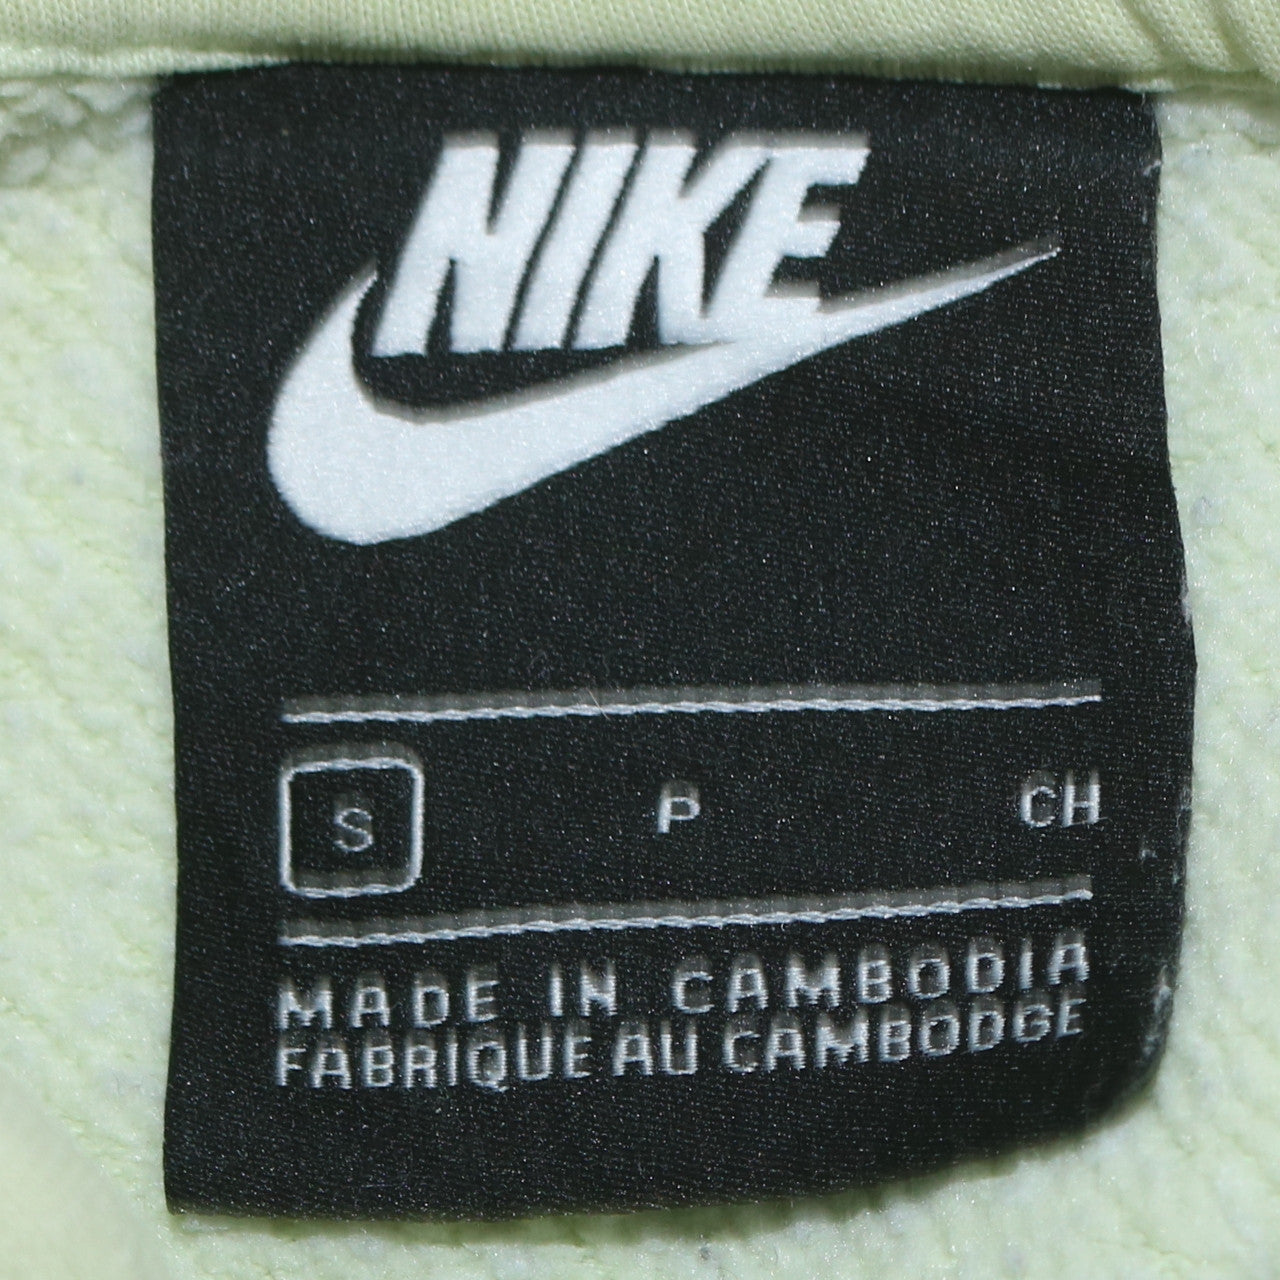 NIKE
S P CH
MADE IN CAMBODIA
FABRIQUE AU CAMBODGE